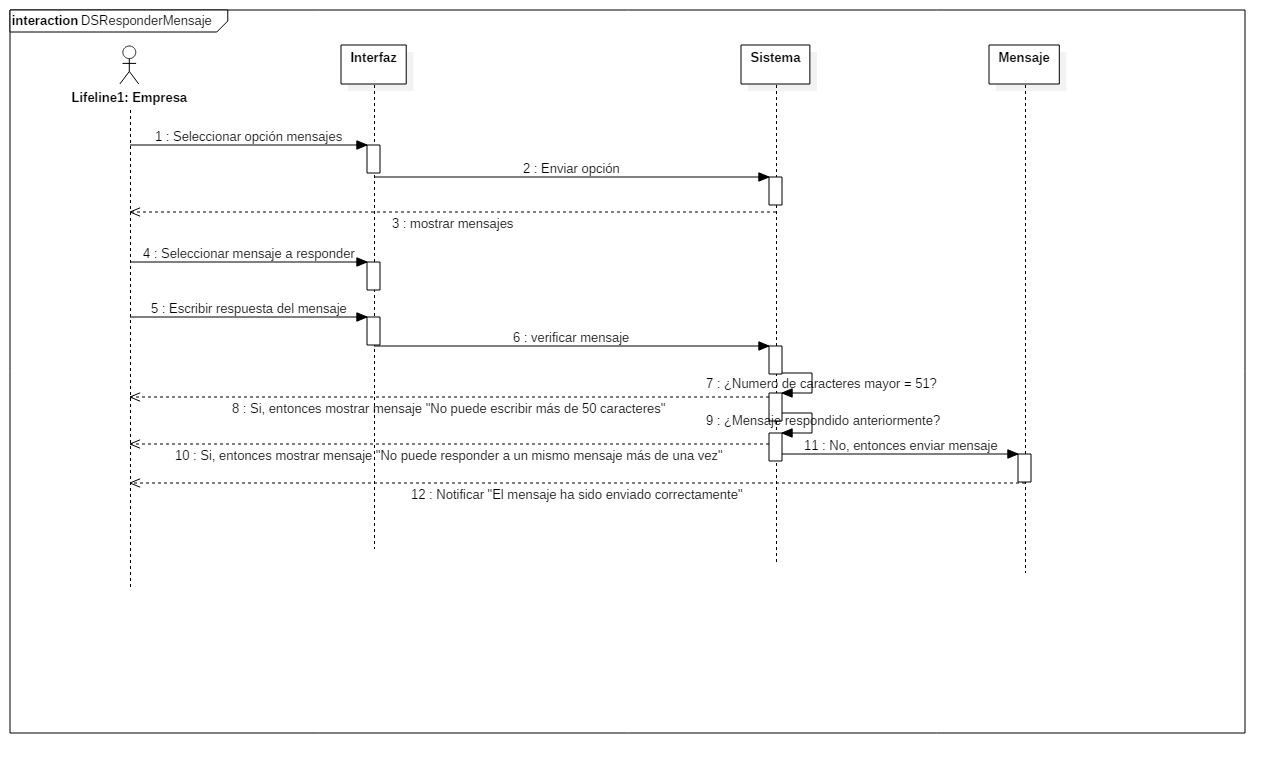 interaction DSResponderMensaje
Interfaz
Sistema
Mensaje
Lifeline1: Empresa
1 : Seleccionar opción mensajes
2 : Enviar opción
3 : mostrar mensajes
4 : Seleccionar mensaje a responder
5 : Escribir respuesta del mensaje
6 : verificar mensaje
7 : ¿Numero de caracteres mayor = 51?
8 : Si, entonces mostrar mensaje "No puede escribir más de 50 caracteres"
9 : ¿Mensaje respondido anteriormente?
10 : Si, entonces mostrar mensaje "No puede responder a un mismo mensaje más de una vez"
11 : No, entonces enviar mensaje
12 : Notificar "El mensaje ha sido enviado correctamente"